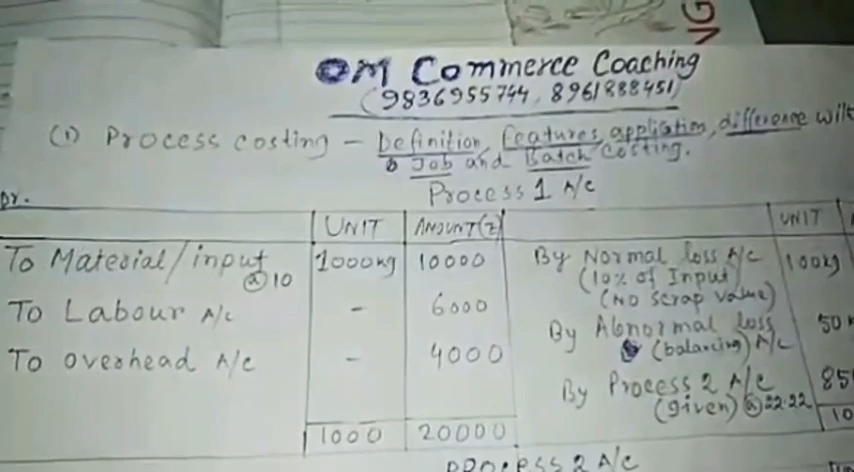 OM Commerce Coaching
(9836955744, 8961888451)
(1) Process costing - Definition, features, application, difference with
Job and Batch Costing.
Process 1 A/c
Dr.
UNIT AMOUNT(₹) UNIT
To Material/input 1000kg 10000 By Normal loss A/c 100kg
@10 (10% of Input)
(No scrap value)
To Labour A/c - 6000
By Abnormal loss 50
(balancing) A/c
To overhead A/c - 4000
By Process 2 A/c 85
(given) @22.22
1000 20000 10
PROCESS 2 A/c